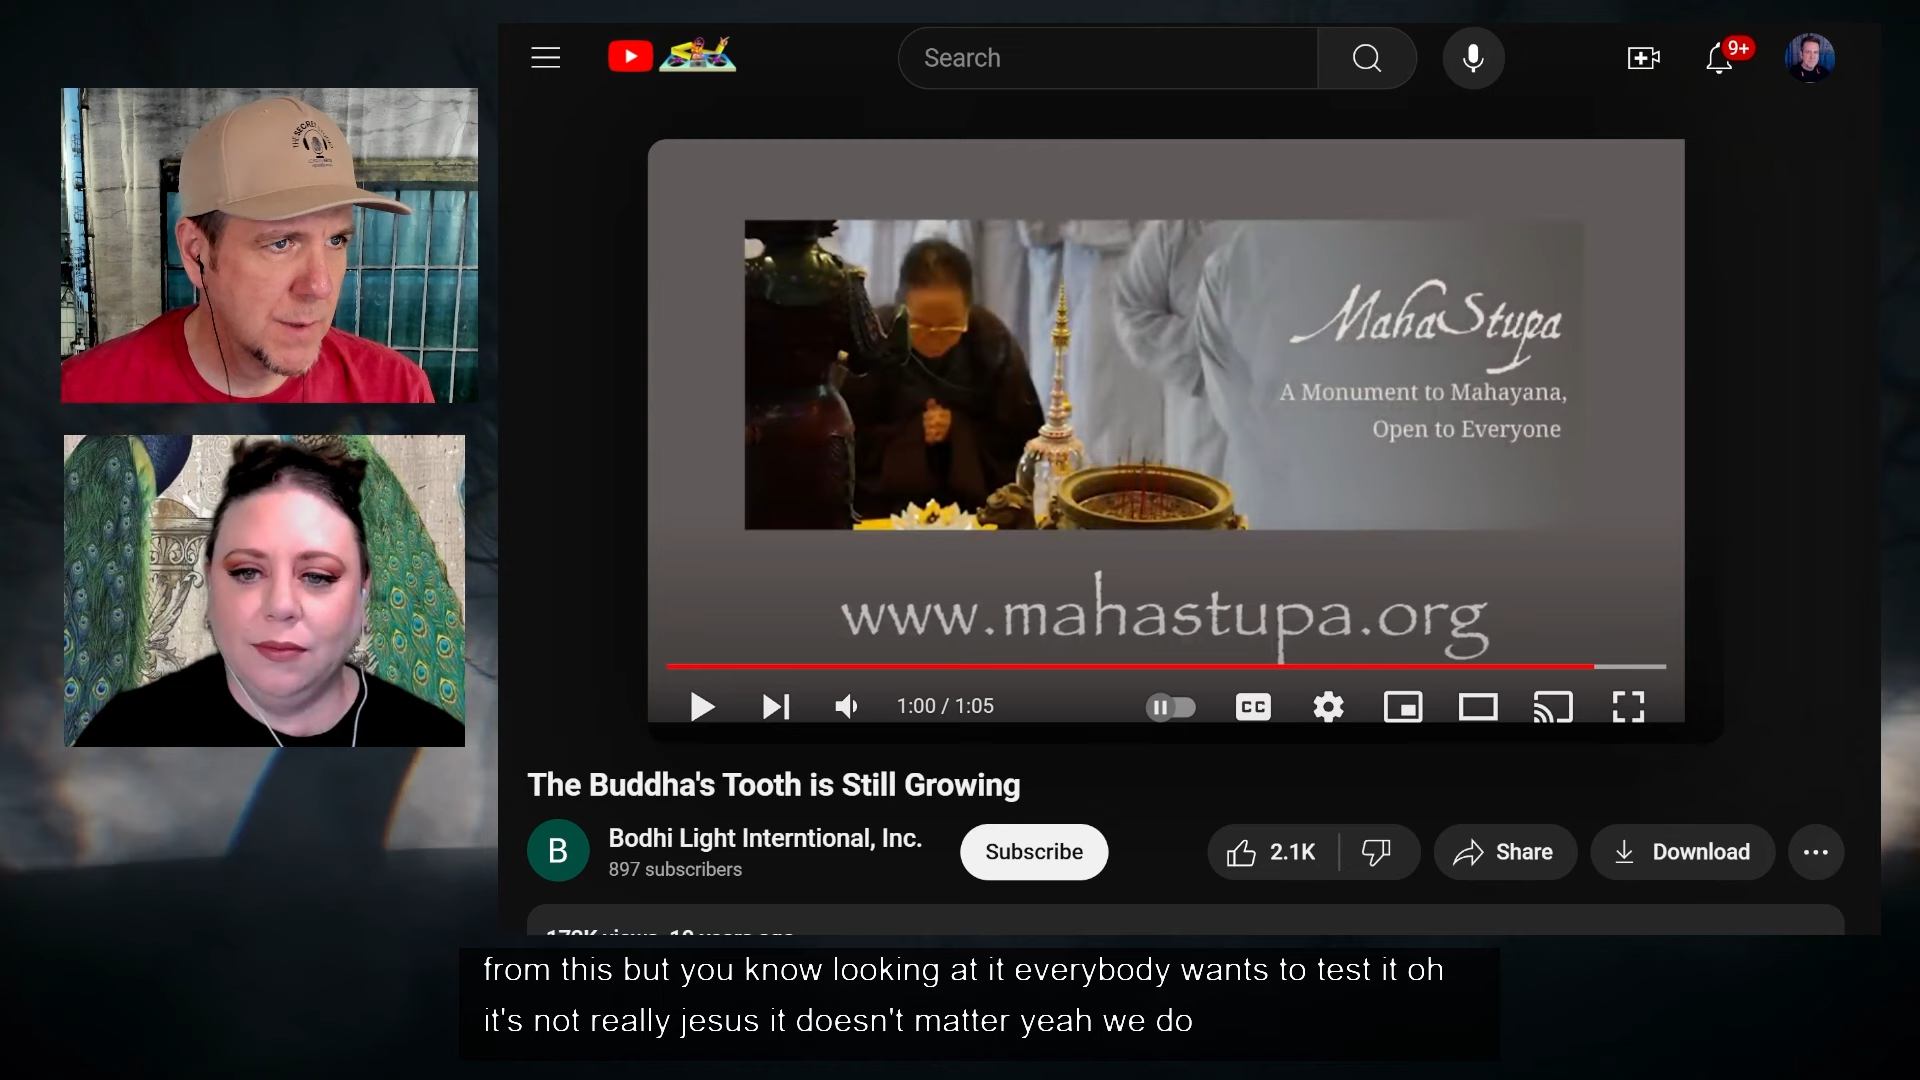 Search
9+
MahaStupa
A Monument to Mahayana,
Open to Everyone
www.mahastupa.org
1:00 / 1:05
CC
The Buddha's Tooth is Still Growing
B
Bodhi Light Interntional, Inc.
897 subscribers
Subscribe
2.1K
Share
Download
from this but you know looking at it everybody wants to test it oh
it's not really jesus it doesn't matter yeah we do